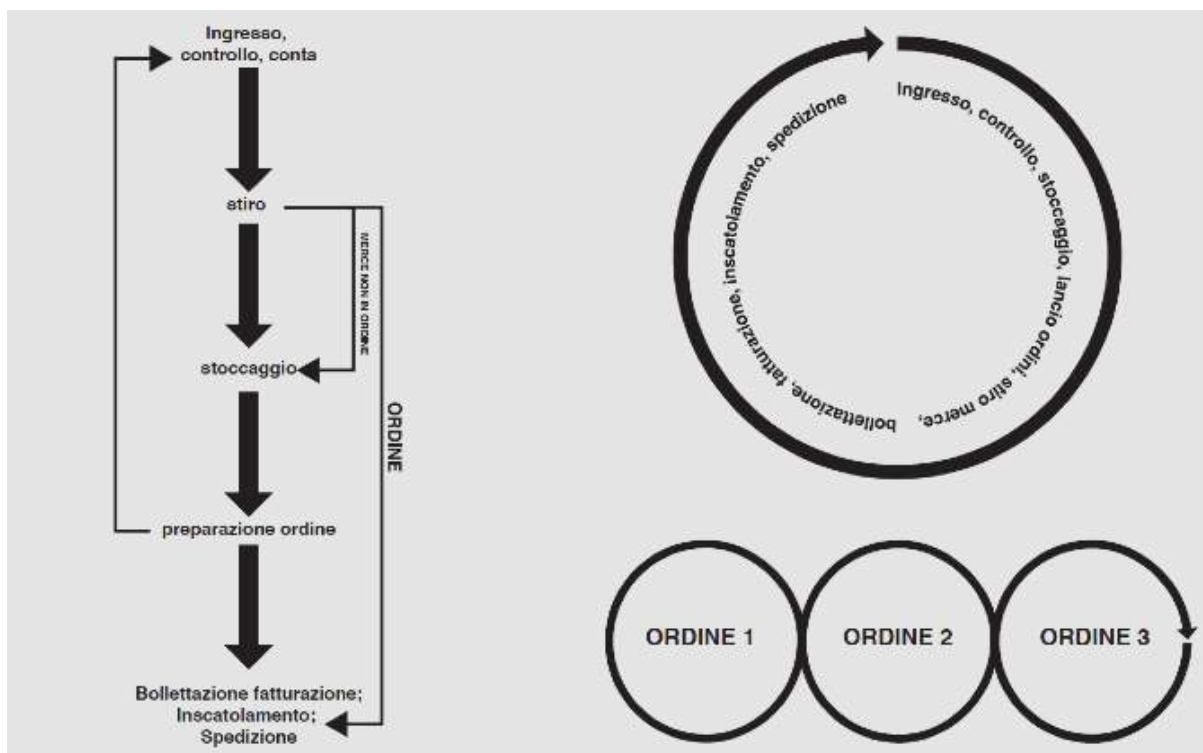 Ingresso,
controllo, conta
stiro
MERCE NON IN ORDINE
stoccaggio
ORDINE
preparazione ordine
Bollettazione fatturazione;
Inscatolamento;
Spedizione
Ingresso, controllo, stoccaggio, lancio ordini, stiro merce,
bollettazione, fatturazione, inscatolamento, spedizione
ORDINE 1
ORDINE 2
ORDINE 3